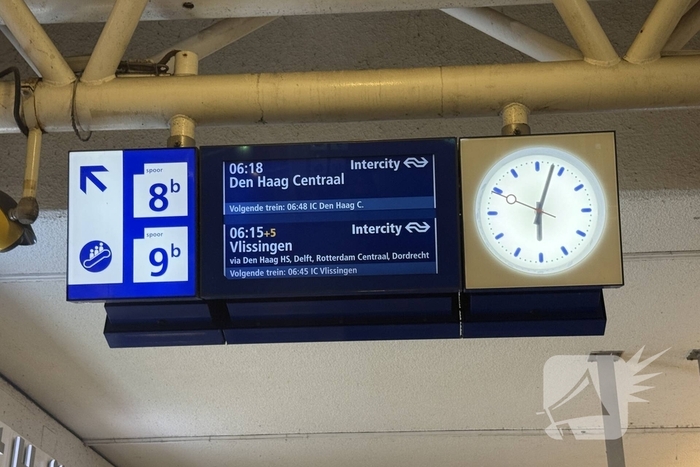 spoor
8b
spoor
9b
06:18 Intercity
Den Haag Centraal
Volgende trein: 06:48 IC Den Haag C.
06:15+5 Intercity
Vlissingen
via Den Haag HS, Delft, Rotterdam Centraal, Dordrecht
Volgende trein: 06:45 IC Vlissingen